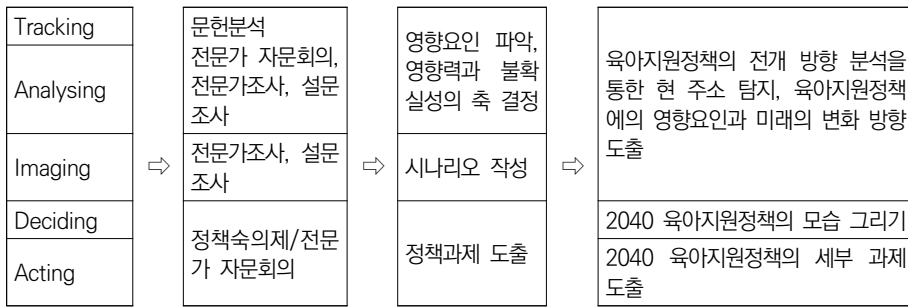 Tracking
Analysing
Imaging
Deciding
Acting
⇨
문헌분석
전문가 자문회의,
전문가조사, 설문
조사
전문가조사, 설문
조사
정책숙의제/전문
가 자문회의
⇨
영향요인 파악,
영향력과 불확
실성의 축 결정
시나리오 작성
정책과제 도출
⇨
육아지원정책의 전개 방향 분석을
통한 현 주소 탐지, 육아지원정책
에의 영향요인과 미래의 변화 방향
도출
2040 육아지원정책의 모습 그리기
2040 육아지원정책의 세부 과제
도출